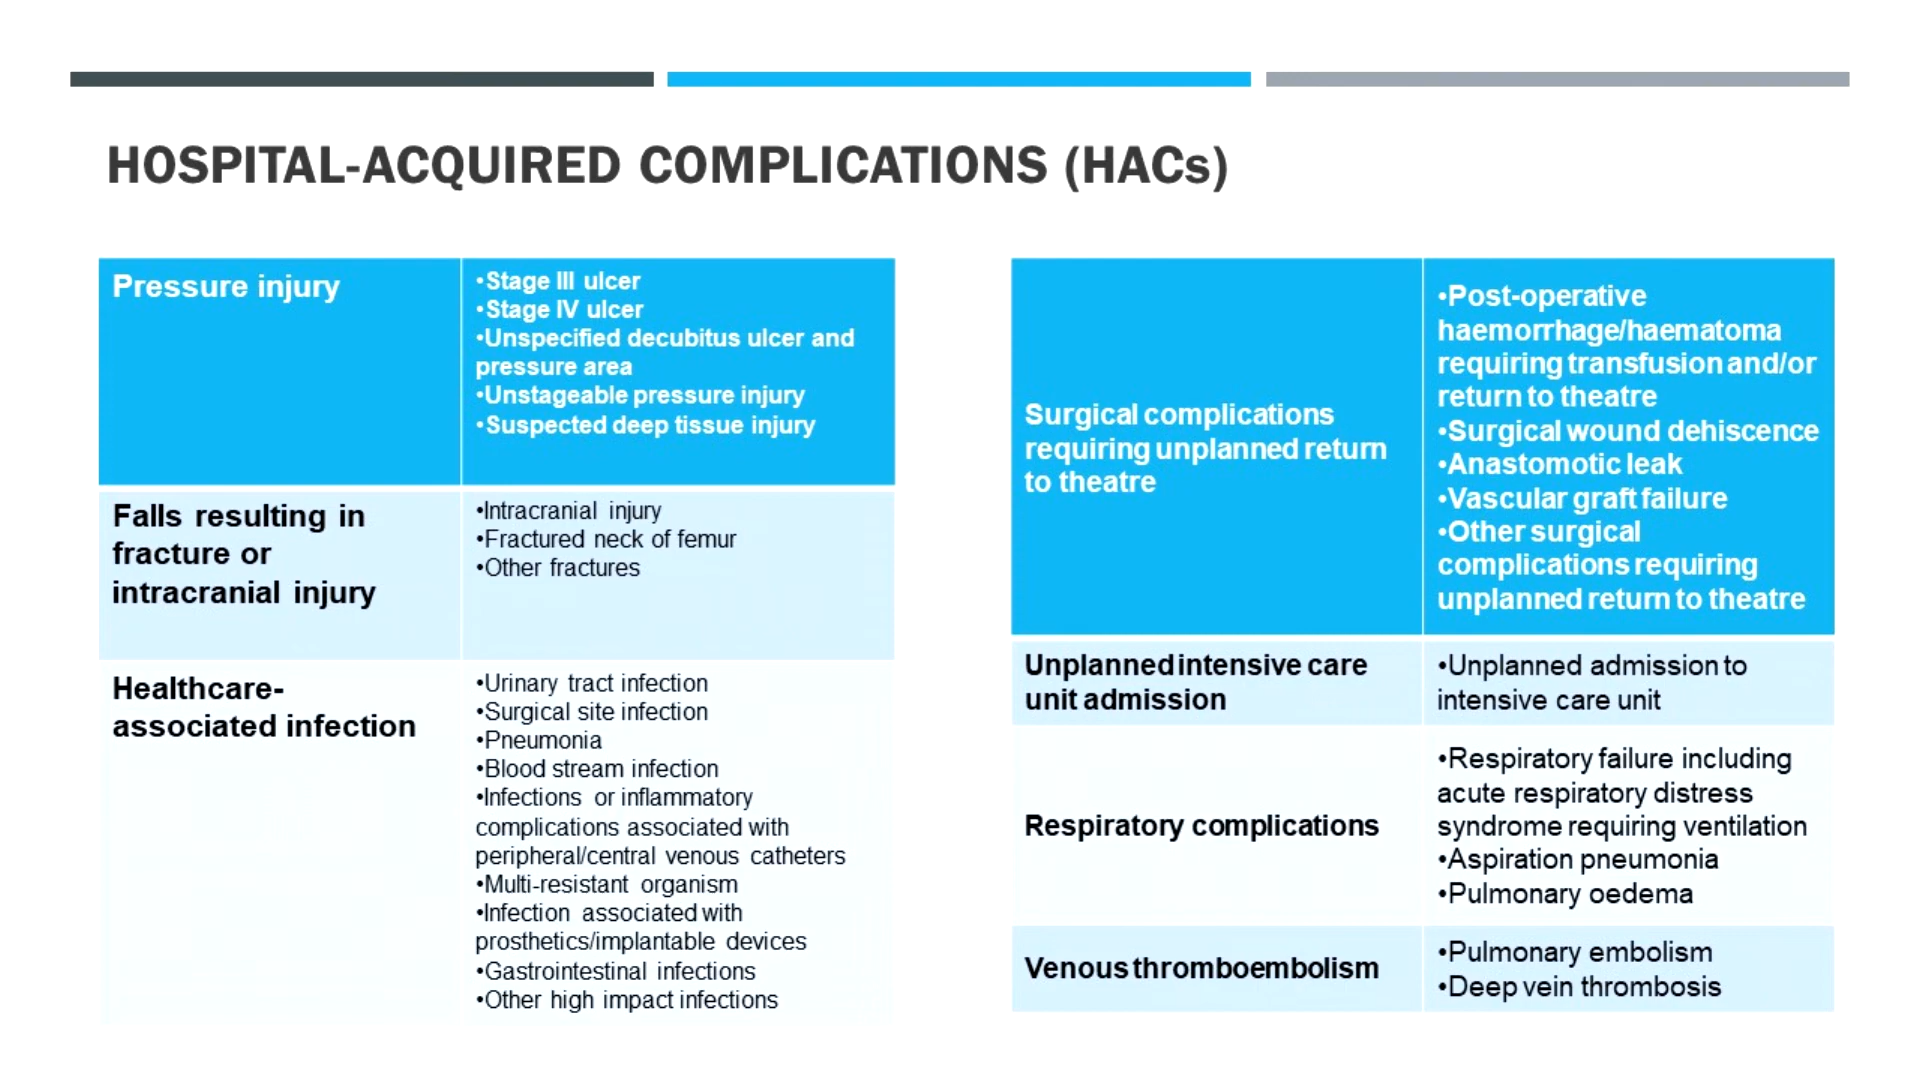 HOSPITAL-ACQUIRED COMPLICATIONS (HACs)
Pressure injury
•Stage III ulcer
•Stage IV ulcer
•Unspecified decubitus ulcer and
pressure area
•Unstageable pressure injury
•Suspected deep tissue injury
Falls resulting in
fracture or
intracranial injury
•Intracranial injury
•Fractured neck of femur
•Other fractures
Healthcare-
associated infection
•Urinary tract infection
•Surgical site infection
•Pneumonia
•Blood stream infection
•Infections or inflammatory
complications associated with
peripheral/central venous catheters
•Multi-resistant organism
•Infection associated with
prosthetics/implantable devices
•Gastrointestinal infections
•Other high impact infections
Surgical complications
requiring unplanned return
to theatre
•Post-operative
haemorrhage/haematoma
requiring transfusion and/or
return to theatre
•Surgical wound dehiscence
•Anastomotic leak
•Vascular graft failure
•Other surgical
complications requiring
unplanned return to theatre
Unplanned intensive care
unit admission
•Unplanned admission to
intensive care unit
Respiratory complications
•Respiratory failure including
acute respiratory distress
syndrome requiring ventilation
•Aspiration pneumonia
•Pulmonary oedema
Venous thromboembolism
•Pulmonary embolism
•Deep vein thrombosis